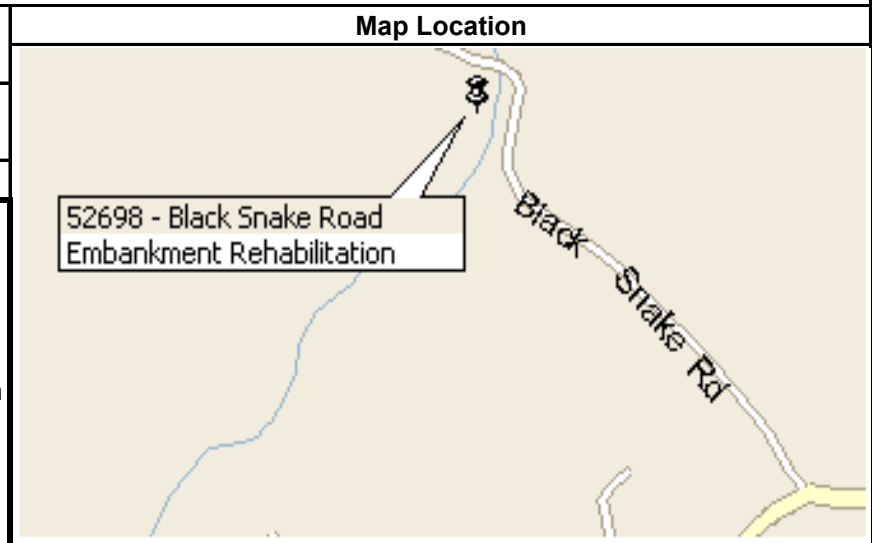 Map Location
52698 - Black Snake Road
Embankment Rehabilitation
Black Snake Rd